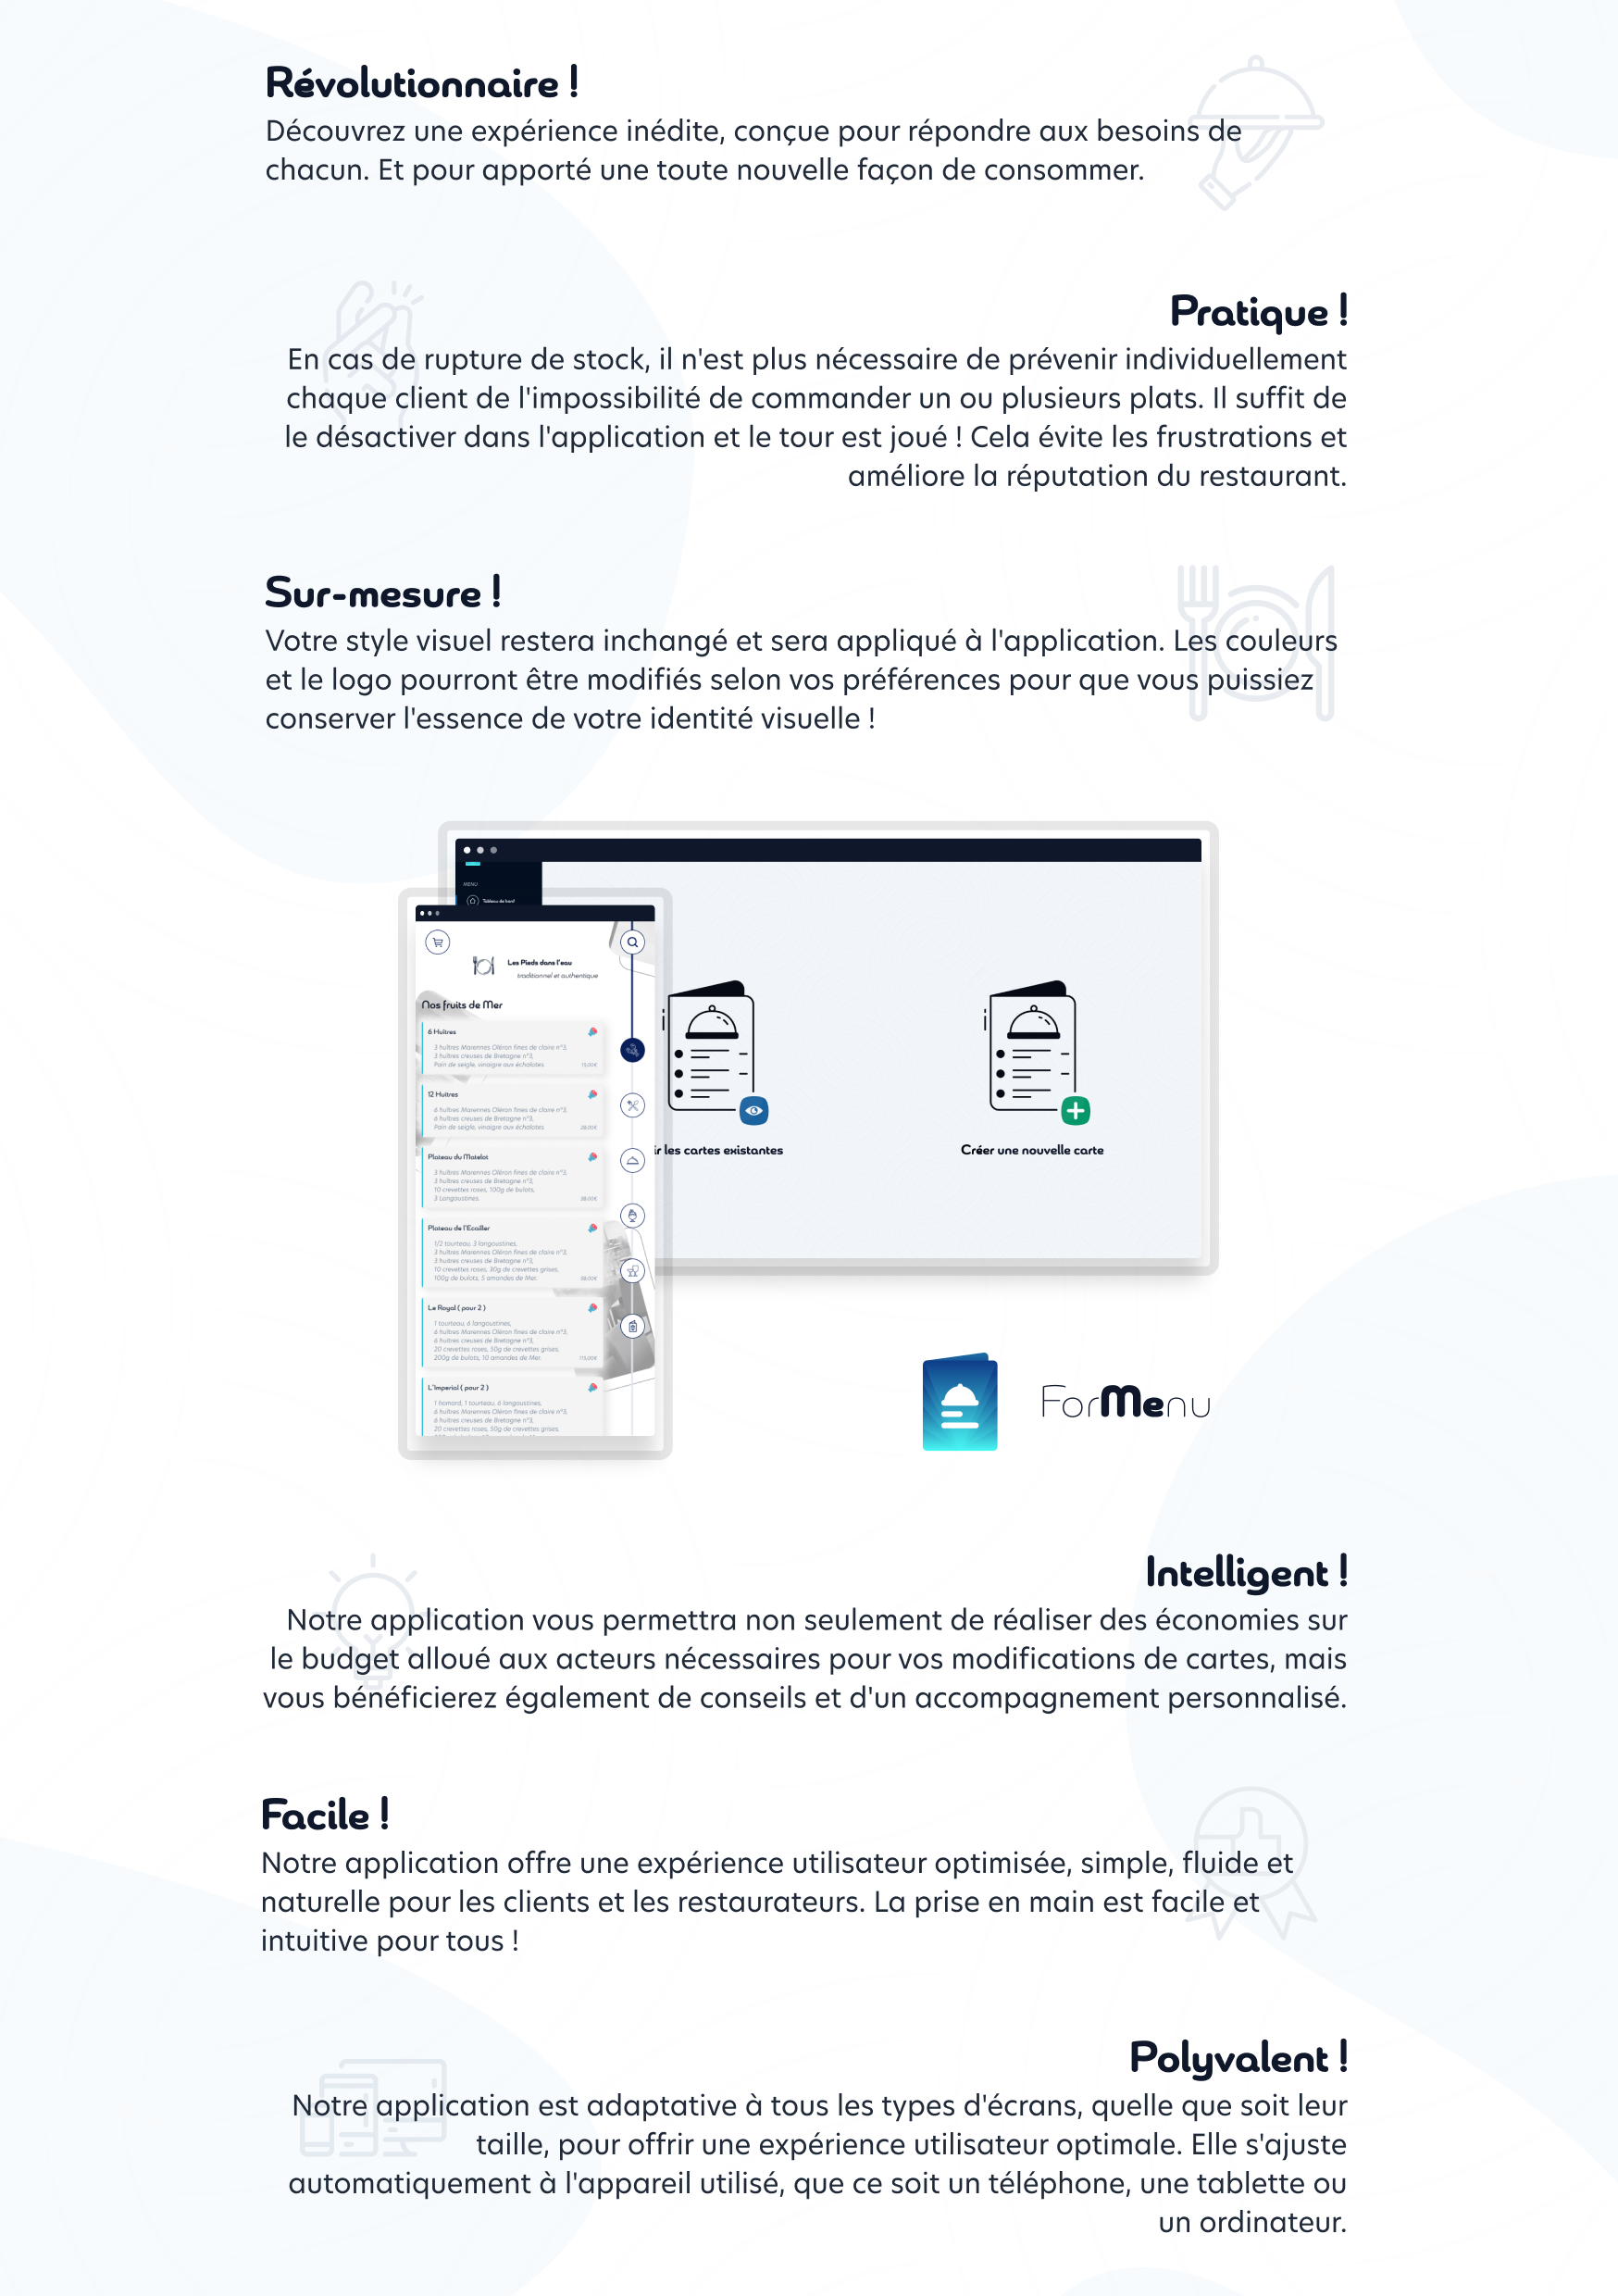 Révolutionnaire !
Découvrez une expérience inédite, conçue pour répondre aux besoins de
chacun. Et pour apporté une toute nouvelle façon de consommer.
Pratique !
En cas de rupture de stock, il n'est plus nécessaire de prévenir individuellement
chaque client de l'impossibilité de commander un ou plusieurs plats. Il suffit de
le désactiver dans l'application et le tour est joué ! Cela évite les frustrations et
améliore la réputation du restaurant.
Sur-mesure !
Votre style visuel restera inchangé et sera appliqué à l'application. Les couleurs
et le logo pourront être modifiés selon vos préférences pour que vous puissiez
conserver l'essence de votre identité visuelle !
MENU
Tableau de bord
Les Pieds dans l'eau
traditionnel et authentique
Nos fruits de Mer
6 Huitres
3 huîtres Marennes Oléron fines de claire n°3,
3 huîtres creuses de Bretagne n°3,
Pain de seigle, vinaigre aux échalotes 15,00€
12 Huitres
6 huîtres Marennes Oléron fines de claire n°3,
6 huîtres creuses de Bretagne n°3,
Pain de seigle, vinaigre aux échalotes 28,00€
Plateau du Matelot
3 huîtres Marennes Oléron fines de claire n°3,
3 huîtres creuses de Bretagne n°3,
10 crevettes roses, 100g de bulots,
3 Langoustines. 38,00€
Plateau de l'Ecailler
1/2 tourteau, 3 langoustines,
3 huîtres Marennes Oléron fines de claire n°3,
3 huîtres creuses de Bretagne n°3,
10 crevettes roses, 30g de crevettes grises,
100g de bulots, 5 amandes de Mer.
Le Royal ( pour 2 )
1 tourteau, 6 langoustines,
6 huîtres Marennes Oléron fines de claire n°3,
6 huîtres creuses de Bretagne n°3,
20 crevettes roses, 50g de crevettes grises,
200g de bulots, 10 amandes de Mer. 115,00€
L'Imperial ( pour 2 )
1 homard, 1 tourteau, 6 langoustines,
6 huîtres Marennes Oléron fines de claire n°3,
6 huîtres creuses de Bretagne n°3,
20 crevettes roses, 50g de crevettes grises,
ir les cartes existantes
Créer une nouvelle carte
ForMenu
Intelligent !
Notre application vous permettra non seulement de réaliser des économies sur
le budget alloué aux acteurs nécessaires pour vos modifications de cartes, mais
vous bénéficierez également de conseils et d'un accompagnement personnalisé.
Facile !
Notre application offre une expérience utilisateur optimisée, simple, fluide et
naturelle pour les clients et les restaurateurs. La prise en main est facile et
intuitive pour tous !
Polyvalent !
Notre application est adaptative à tous les types d'écrans, quelle que soit leur
taille, pour offrir une expérience utilisateur optimale. Elle s'ajuste
automatiquement à l'appareil utilisé, que ce soit un téléphone, une tablette ou
un ordinateur.